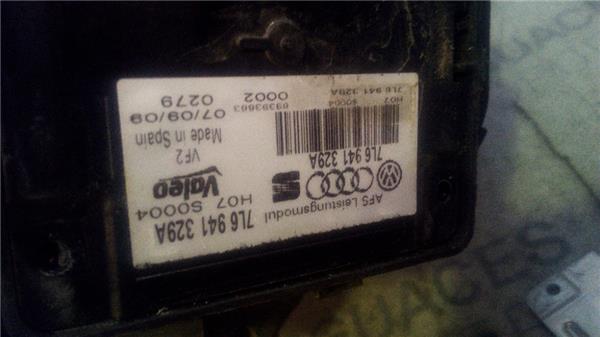 AFS Leistungsmodul
7L6 941 329A
H07 S0004
Valeo
7L6 941 329A
VF2
Made in Spain
H07 S0004
7L6 941 329A
89393663
0002
07/09/09
0279